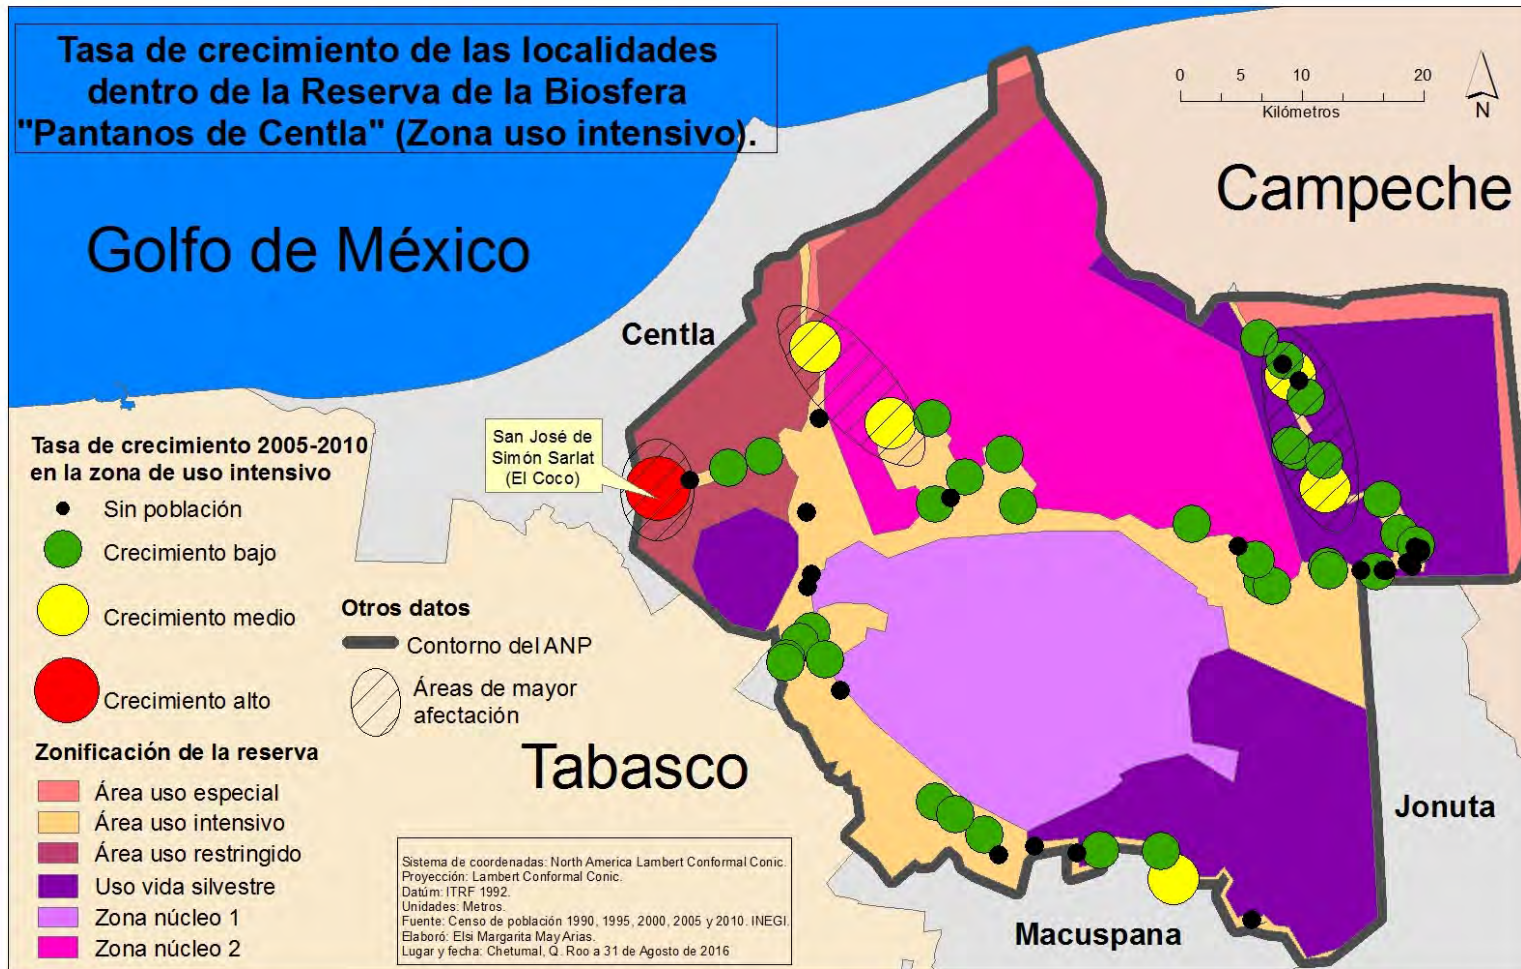 Tasa de crecimiento de las localidades
dentro de la Reserva de la Biosfera
"Pantanos de Centla" (Zona uso intensivo).
0 5 10 20
Kilómetros
N
Campeche
Golfo de México
Centla
San José de
Simón Sarlat
(El Coco)
Tasa de crecimiento 2005-2010
en la zona de uso intensivo
Sin población
Crecimiento bajo
Crecimiento medio
Crecimiento alto
Otros datos
Contorno del ANP
Áreas de mayor
afectación
Zonificación de la reserva
Área uso especial
Área uso intensivo
Área uso restringido
Uso vida silvestre
Zona núcleo 1
Zona núcleo 2
Tabasco
Jonuta
Macuspana
Sistema de coordenadas: North America Lambert Conformal Conic.
Proyección: Lambert Conformal Conic.
Datúm: ITRF 1992.
Unidades: Metros.
Fuente: Censo de población 1990, 1995, 2000, 2005 y 2010. INEGI.
Elaboró: Elsi Margarita May Arias.
Lugar y fecha: Chetumal, Q. Roo a 31 de Agosto de 2016